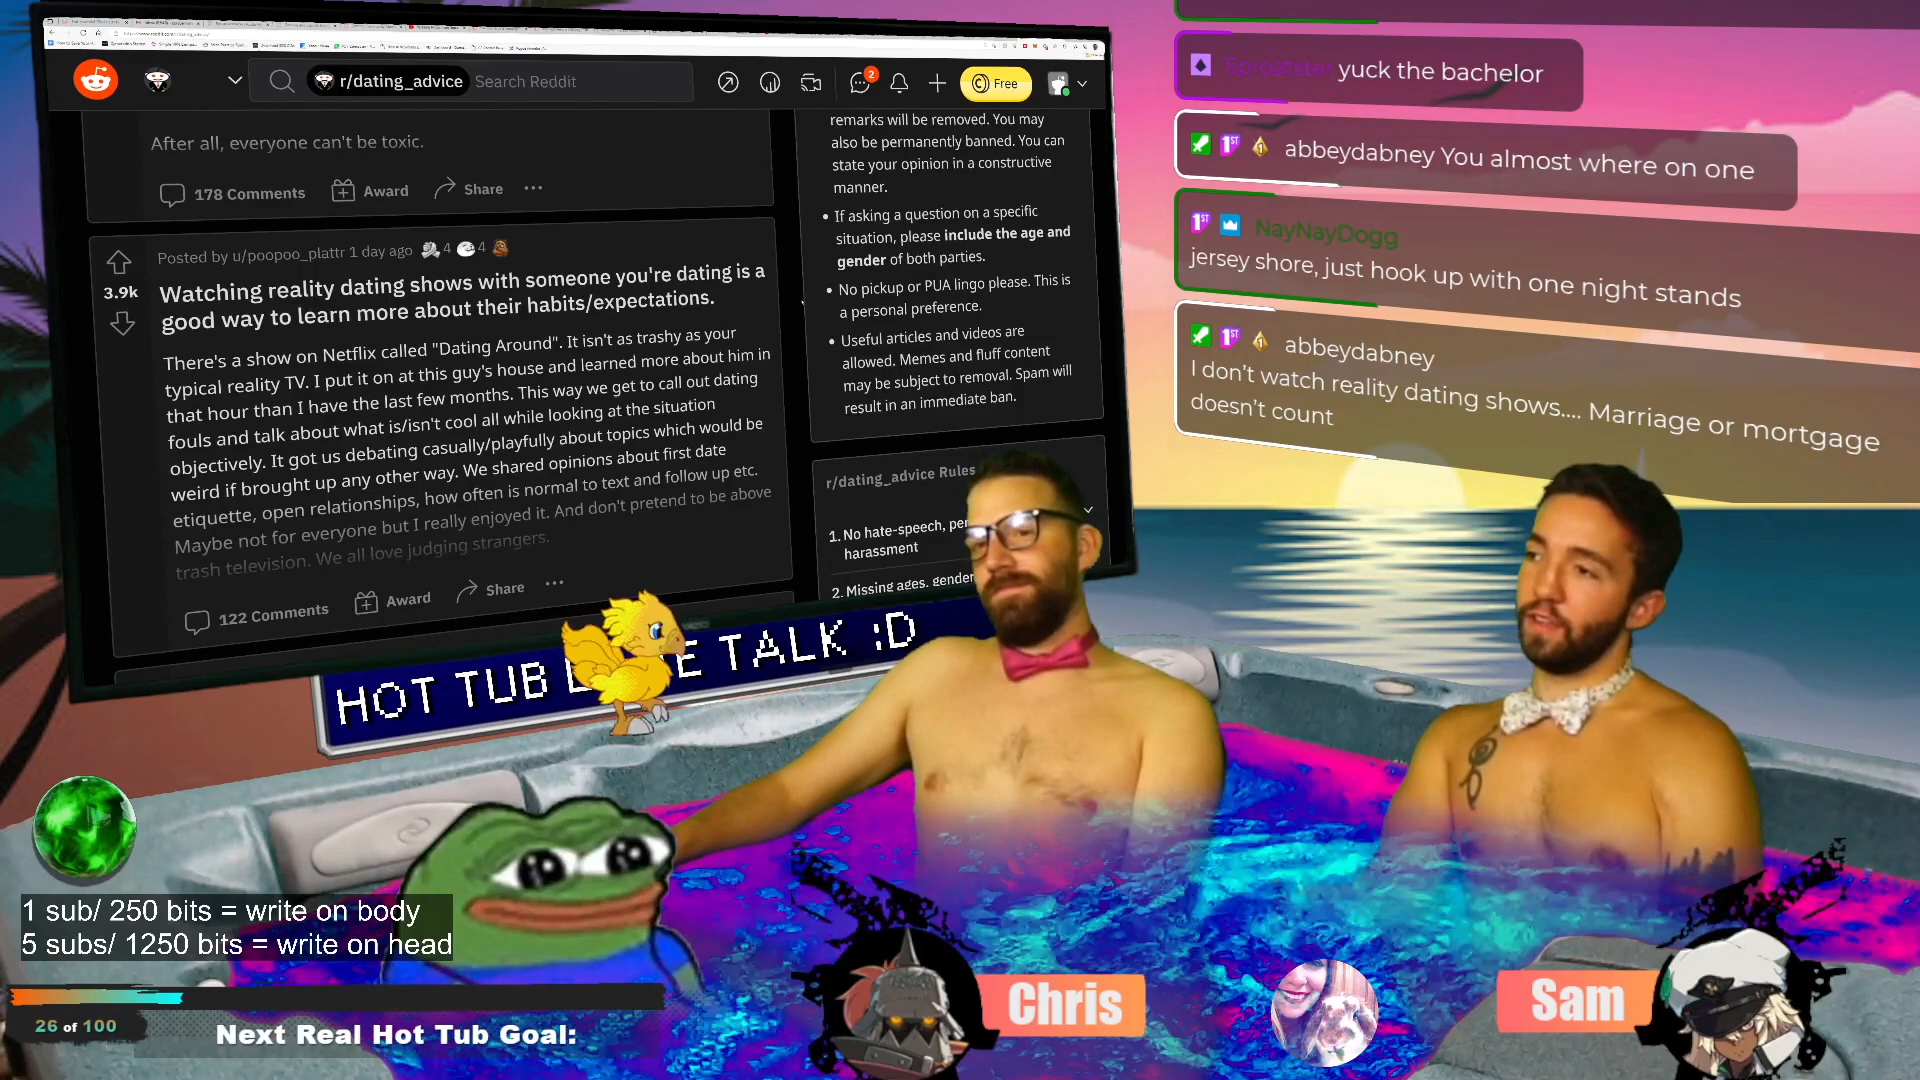 r/dating_advice
Search Reddit
2
Free
After all, everyone can't be toxic.
178 Comments
Award
Share
Posted by u/poopoo_plattr 1 day ago
4
4
3.9k
Watching reality dating shows with someone you're dating is a
good way to learn more about their habits/expectations.
There's a show on Netflix called "Dating Around". It isn't as trashy as your
typical reality TV. I put it on at this guy's house and learned more about him in
that hour than I have the last few months. This way we get to call out dating
fouls and talk about what is/isn't cool all while looking at the situation
objectively. It got us debating casually/playfully about topics which would be
weird if brought up any other way. We shared opinions about first date
etiquette, open relationships, how often is normal to text and follow up etc.
Maybe not for everyone but I really enjoyed it. And don't pretend to be above
trash television. We all love judging strangers.
122 Comments
Award
Share
remarks will be removed. You may
also be permanently banned. You can
state your opinion in a constructive
manner.
• If asking a question on a specific
situation, please include the age and
gender of both parties.
• No pickup or PUA lingo please. This is
a personal preference.
• Useful articles and videos are
allowed. Memes and fluff content
may be subject to removal. Spam will
result in an immediate ban.
r/dating_advice Rules
1. No hate-speech, per
harassment
2. Missing ages, gender
Sproatster yuck the bachelor
1ST
abbeydabney You almost where on one
1ST
NayNayDogg
jersey shore, just hook up with one night stands
1ST
abbeydabney
I don't watch reality dating shows.... Marriage or mortgage
doesn't count
HOT TUB L E TALK :D
1 sub/ 250 bits = write on body
5 subs/ 1250 bits = write on head
26 of 100
Next Real Hot Tub Goal:
Chris
Sam